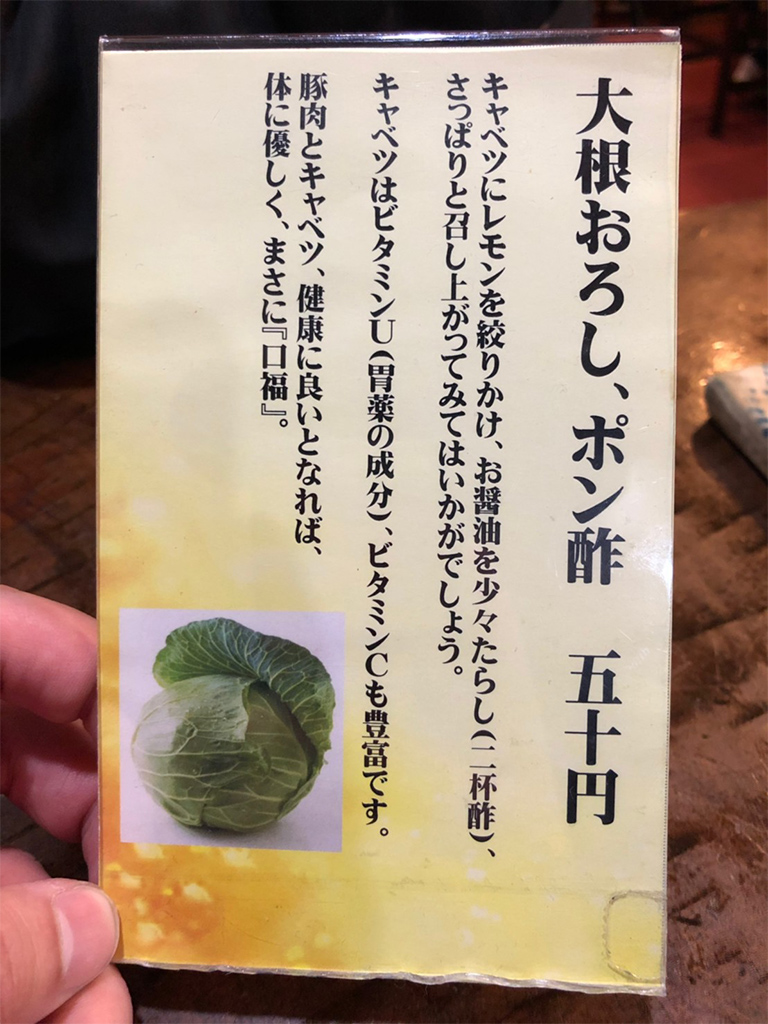 大根おろし、ポン酢　五十円
キャベツにレモンを絞りかけ、お醤油を少々たらし(二杯酢)、
さっぱりと召し上がってみてはいかがでしょう。
キャベツはビタミンU(胃薬の成分)、ビタミンCも豊富です。
豚肉とキャベツ、健康に良いとなれば、
体に優しく、まさに『口福』。